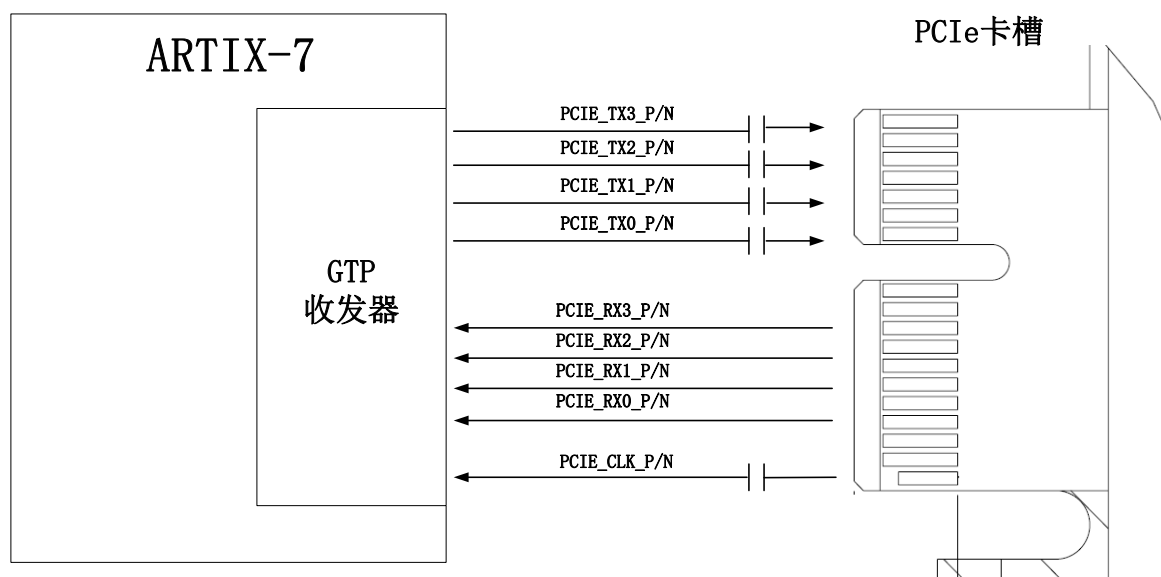 ARTIX-7
PCIe卡槽
PCIE_TX3_P/N
PCIE_TX2_P/N
PCIE_TX1_P/N
PCIE_TX0_P/N
GTP
收发器
PCIE_RX3_P/N
PCIE_RX2_P/N
PCIE_RX1_P/N
PCIE_RX0_P/N
PCIE_CLK_P/N